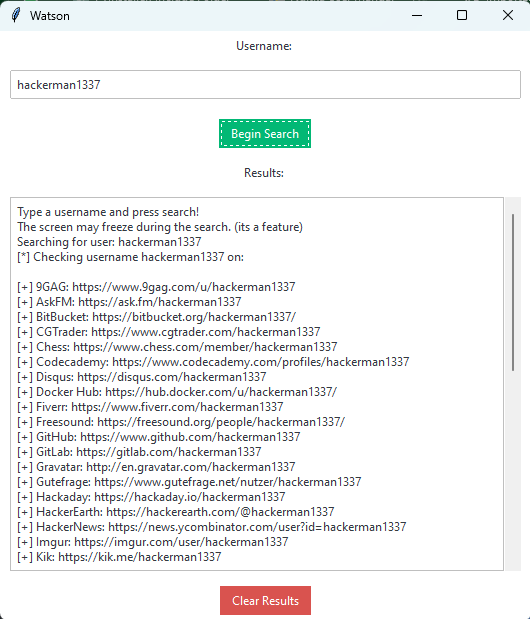 Watson
Username:
hackerman1337
Begin Search
Results:
Type a username and press search!
The screen may freeze during the search. (its a feature)
Searching for user: hackerman1337
[*] Checking username hackerman1337 on:
[+] 9GAG: https://www.9gag.com/u/hackerman1337
[+] AskFM: https://ask.fm/hackerman1337
[+] BitBucket: https://bitbucket.org/hackerman1337/
[+] CGTrader: https://www.cgtrader.com/hackerman1337
[+] Chess: https://www.chess.com/member/hackerman1337
[+] Codecademy: https://www.codecademy.com/profiles/hackerman1337
[+] Disqus: https://disqus.com/hackerman1337
[+] Docker Hub: https://hub.docker.com/u/hackerman1337/
[+] Fiverr: https://www.fiverr.com/hackerman1337
[+] Freesound: https://freesound.org/people/hackerman1337/
[+] GitHub: https://www.github.com/hackerman1337
[+] GitLab: https://gitlab.com/hackerman1337
[+] Gravatar: http://en.gravatar.com/hackerman1337
[+] Gutefrage: https://www.gutefrage.net/nutzer/hackerman1337
[+] Hackaday: https://hackaday.io/hackerman1337
[+] HackerEarth: https://hackerearth.com/@hackerman1337
[+] HackerNews: https://news.ycombinator.com/user?id=hackerman1337
[+] Imgur: https://imgur.com/user/hackerman1337
[+] Kik: https://kik.me/hackerman1337
Clear Results